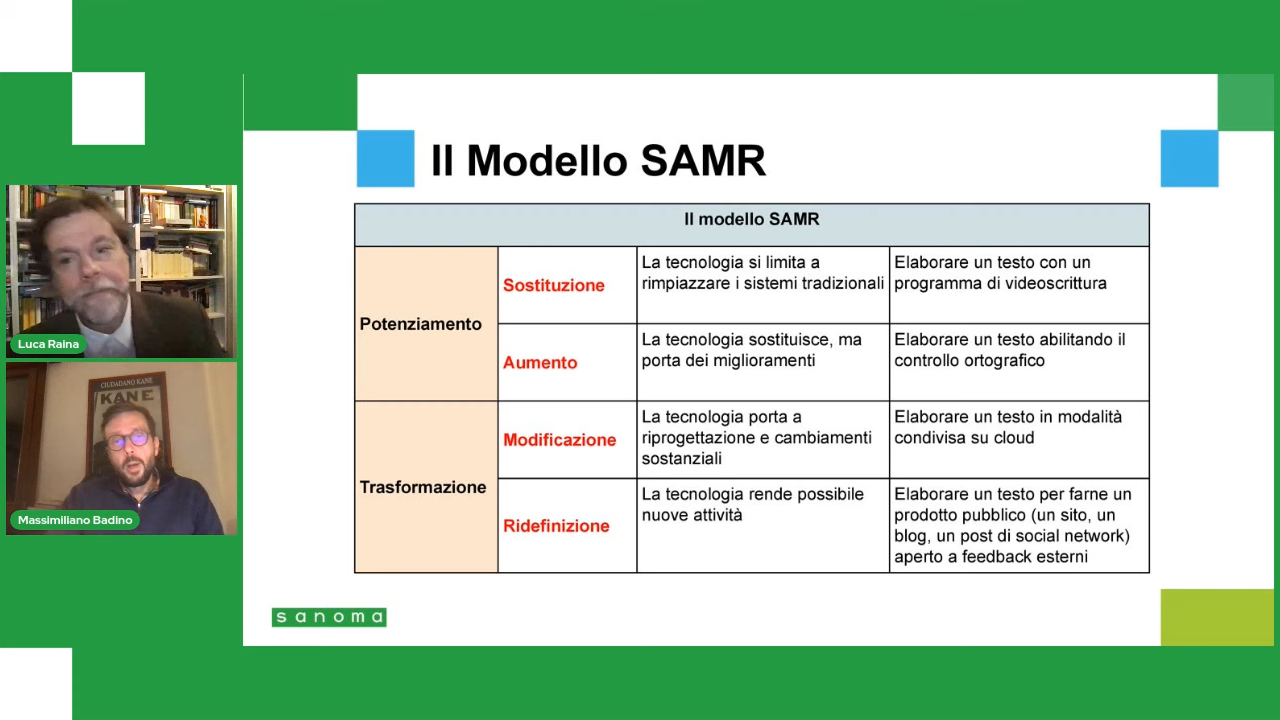 Il Modello SAMR
Il modello SAMR
Potenziamento
Sostituzione
La tecnologia si limita a
rimpiazzare i sistemi tradizionali
Elaborare un testo con un
programma di videoscrittura
Aumento
La tecnologia sostituisce, ma
porta dei miglioramenti
Elaborare un testo abilitando il
controllo ortografico
Trasformazione
Modificazione
La tecnologia porta a
riprogettazione e cambiamenti
sostanziali
Elaborare un testo in modalità
condivisa su cloud
Ridefinizione
La tecnologia rende possibile
nuove attività
Elaborare un testo per farne un
prodotto pubblico (un sito, un
blog, un post di social network)
aperto a feedback esterni
sanoma
Luca Raina
CIUDADANO KANE
KANE
Massimiliano Badino